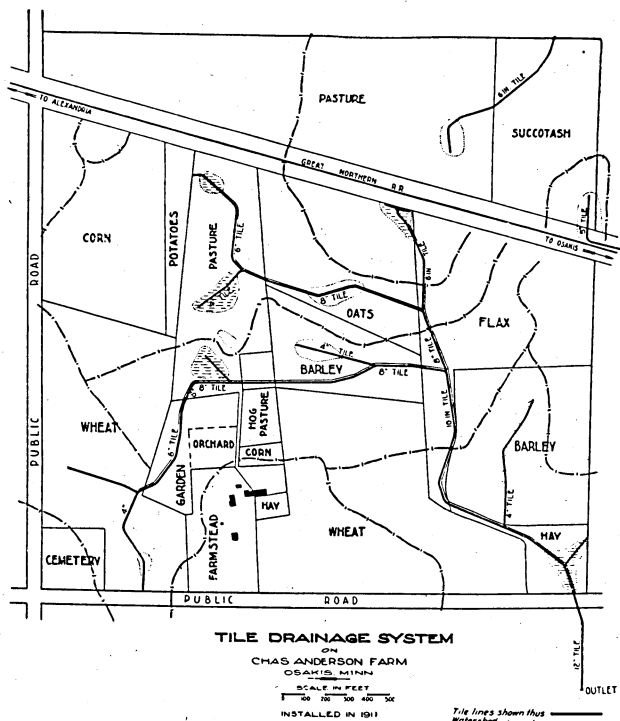 TO ALEXANDRIA
PASTURE
6 IN TILE
SUCCOTASH
GREAT NORTHERN R.R.
5" TILE
TO OSAKIS
CORN
ROAD
POTATOES
PASTURE
6" TILE
6 IN TILE
8" TILE
OATS
FLAX
4" TILE
8" TILE
BARLEY
8" TILE
8" TILE
10 IN TILE
HOG PASTURE
WHEAT
PUBLIC
6" TILE
ORCHARD
CORN
BARLEY
GARDEN
4"
4" TILE
HAY
FARMSTEAD
WHEAT
HAY
CEMETERY
PUBLIC ROAD
12" TILE
OUTLET
TILE DRAINAGE SYSTEM
ON
CHAS ANDERSON FARM
OSAKIS, MINN
SCALE IN FEET
0 100 200 300 400 500
INSTALLED IN 1911
Tile lines shown thus
Watershed